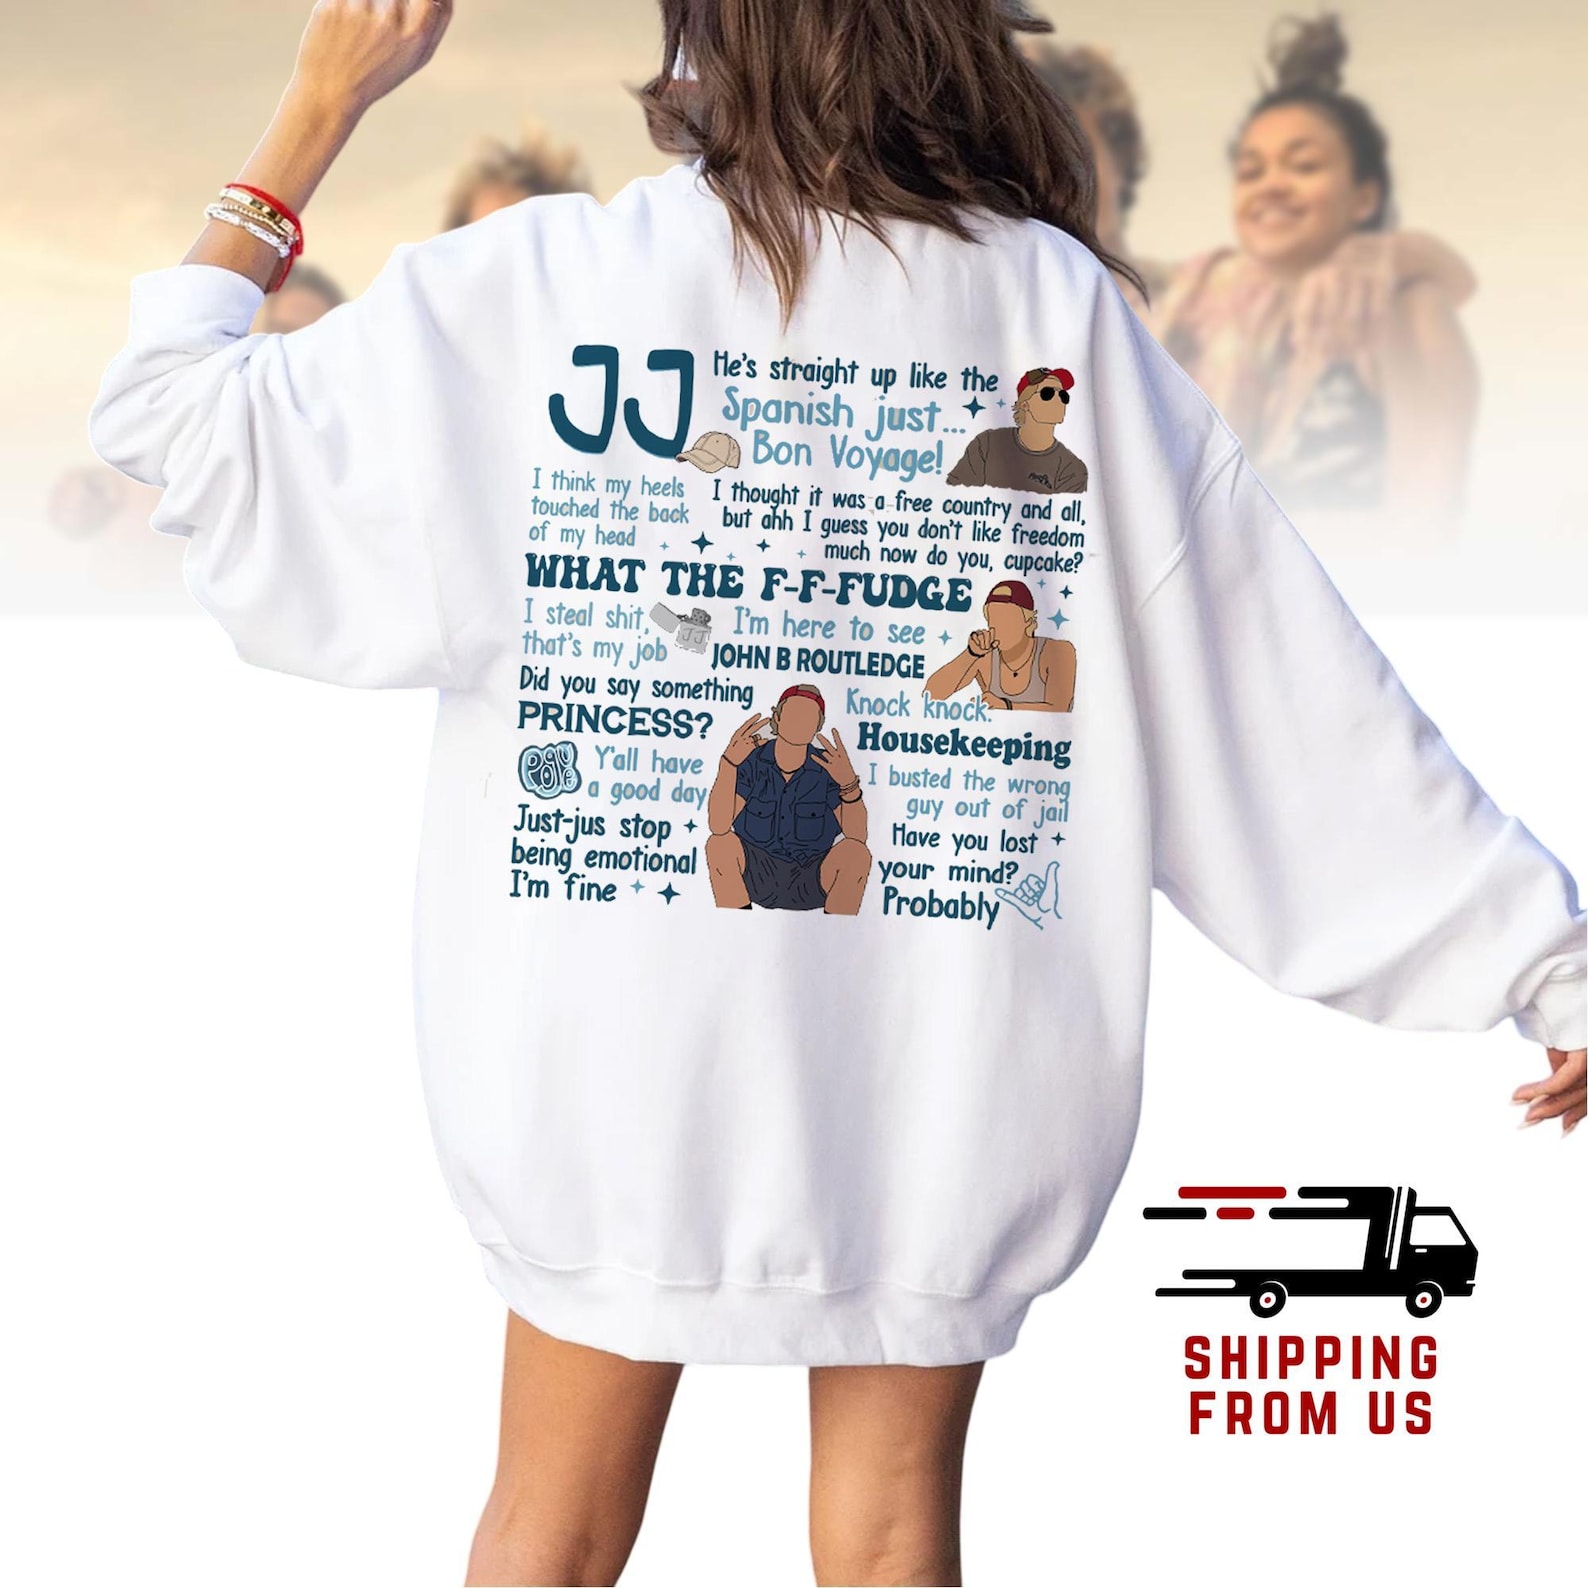 JJ
He's straight up like the
Spanish just...
Bon Voyage!
I think my heels
touched the back
of my head
I thought it was a free country and all,
but ahh I guess you don't like freedom
much now do you, cupcake?
WHAT THE F-F-FUDGE
I steal shit,
that's my job
JJ
I'm here to see
JOHN B ROUTLEDGE
Did you say something
PRINCESS?
Knock knock.
Housekeeping
POGUE
Y'all have
a good day
I busted the wrong
guy out of jail
Just-jus stop
being emotional
I'm fine
Have you lost
your mind?
Probably
SHIPPING
FROM US